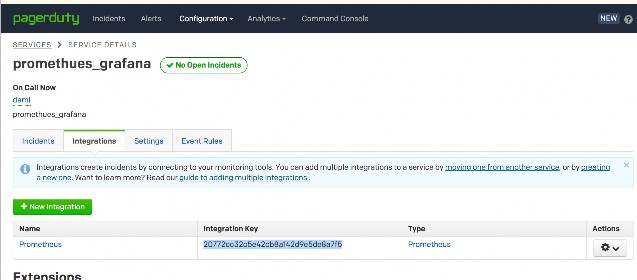 pagerduty Incidents Alerts Configuration Analytics Command Console NEW ?
SERVICES > SERVICE DETAILS
promethues_grafana ✔ No Open Incidents
On Call Now
dami
promethues_grafana
Incidents Integrations Settings Event Rules
Integrations create incidents by connecting to your monitoring tools. You can add multiple integrations to a service by moving one from another service, or by creating
a new one. Want to learn more? Read our guide to adding multiple integrations.
+ New Integration
Name Integration Key Type Actions
Prometheus Prometheus
Extensions